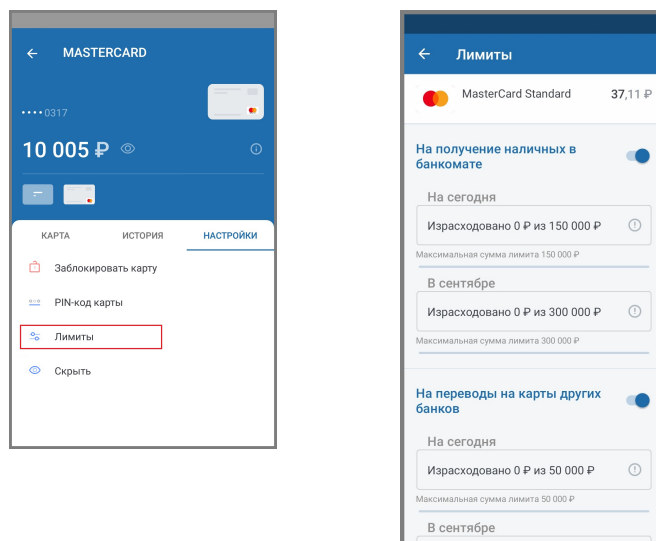 MASTERCARD
•••• 0317
10 005 ₽
КАРТА ИСТОРИЯ НАСТРОЙКИ
Заблокировать карту
PIN-код карты
Лимиты
Скрыть
Лимиты
MasterCard Standard 37,11 ₽
На получение наличных в
банкомате
На сегодня
Израсходовано 0 ₽ из 150 000 ₽
Максимальная сумма лимита 150 000 ₽
В сентябре
Израсходовано 0 ₽ из 300 000 ₽
Максимальная сумма лимита 300 000 ₽
На переводы на карты других
банков
На сегодня
Израсходовано 0 ₽ из 50 000 ₽
Максимальная сумма лимита 50 000 ₽
В сентябре